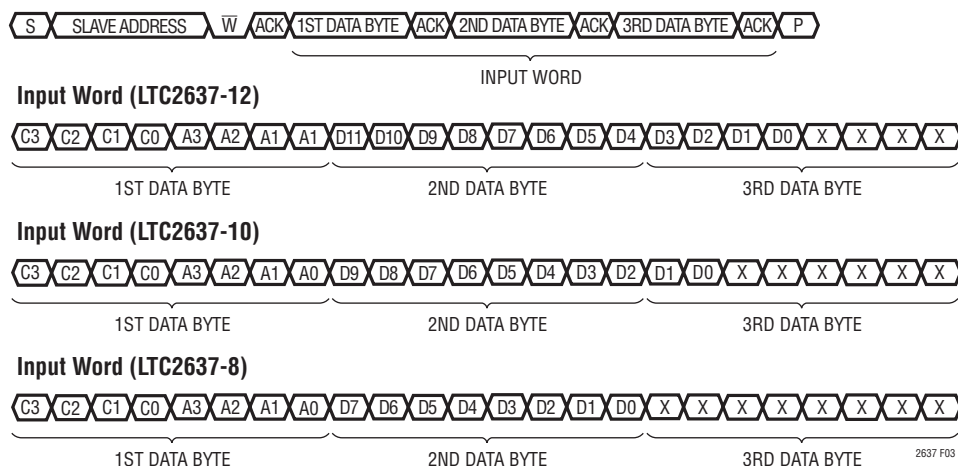 S SLAVE ADDRESS W ACK 1ST DATA BYTE ACK 2ND DATA BYTE ACK 3RD DATA BYTE ACK P
INPUT WORD
Input Word (LTC2637-12)
C3 C2 C1 C0 A3 A2 A1 A1 D11 D10 D9 D8 D7 D6 D5 D4 D3 D2 D1 D0 X X X X
1ST DATA BYTE 2ND DATA BYTE 3RD DATA BYTE
Input Word (LTC2637-10)
C3 C2 C1 C0 A3 A2 A1 A0 D9 D8 D7 D6 D5 D4 D3 D2 D1 D0 X X X X X X
1ST DATA BYTE 2ND DATA BYTE 3RD DATA BYTE
Input Word (LTC2637-8)
C3 C2 C1 C0 A3 A2 A1 A0 D7 D6 D5 D4 D3 D2 D1 D0 X X X X X X X X
1ST DATA BYTE 2ND DATA BYTE 3RD DATA BYTE 2637 F03